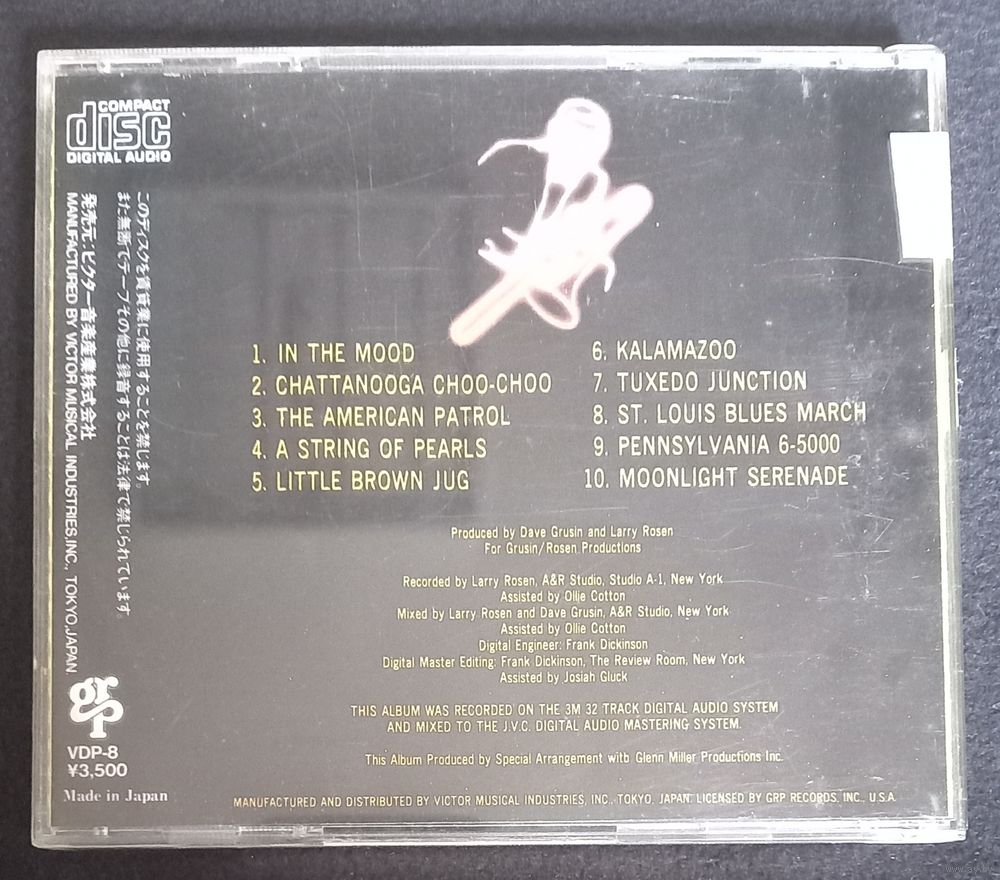 COMPACT
disc
DIGITAL AUDIO
このディスクを賃貸業に使用することを禁じます。
また無断でテープその他に録音することは法律で禁じられています。
発売元:ビクター音楽産業株式会社
MANUFACTURED BY VICTOR MUSICAL INDUSTRIES,INC., TOKYO,JAPAN
1. IN THE MOOD
2. CHATTANOOGA CHOO-CHOO
3. THE AMERICAN PATROL
4. A STRING OF PEARLS
5. LITTLE BROWN JUG
6. KALAMAZOO
7. TUXEDO JUNCTION
8. ST. LOUIS BLUES MARCH
9. PENNSYLVANIA 6-5000
10. MOONLIGHT SERENADE
Produced by Dave Grusin and Larry Rosen
For Grusin/Rosen Productions
Recorded by Larry Rosen, A&R Studio, Studio A-1, New York
Assisted by Ollie Cotton
Mixed by Larry Rosen and Dave Grusin, A&R Studio, New York
Assisted by Ollie Cotton
Digital Engineer: Frank Dickinson
Digital Master Editing: Frank Dickinson, The Review Room, New York
Assisted by Josiah Gluck
THIS ALBUM WAS RECORDED ON THE 3M 32 TRACK DIGITAL AUDIO SYSTEM
AND MIXED TO THE J.V.C. DIGITAL AUDIO MASTERING SYSTEM.
This Album Produced by Special Arrangement with Glenn Miller Productions Inc.
grp
VDP-8
¥3,500
Made in Japan
MANUFACTURED AND DISTRIBUTED BY VICTOR MUSICAL INDUSTRIES, INC., TOKYO, JAPAN. LICENSED BY GRP RECORDS, INC., U.S.A.